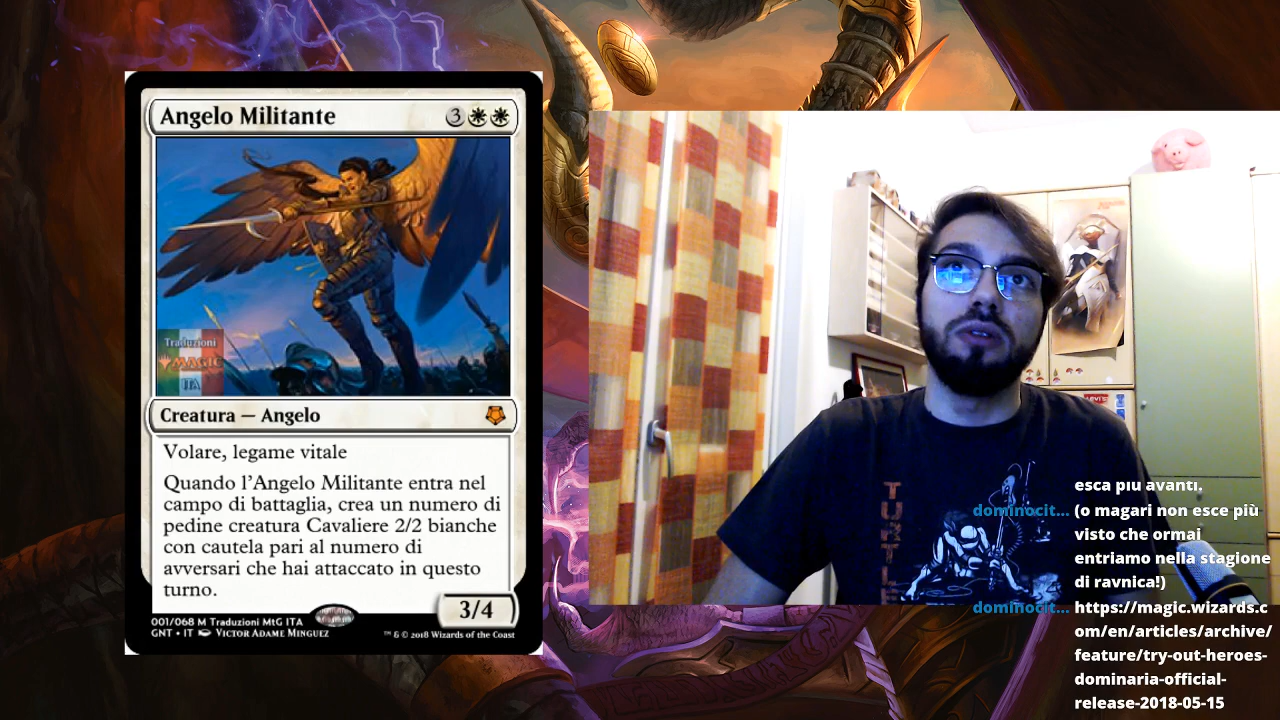 Angelo Militante
3
Traduzioni
MAGIC
ITA
Creatura — Angelo
Volare, legame vitale
Quando l'Angelo Militante entra nel
campo di battaglia, crea un numero di
pedine creatura Cavaliere 2/2 bianche
con cautela pari al numero di
avversari che hai attaccato in questo
turno.
3/4
001/068 M Traduzioni MtG ITA
GNT • IT VICTOR ADAME MINGUEZ
™ & © 2018 Wizards of the Coast
TURTLE
esca più avanti.
dominocit... (o magari non esce più
visto che ormai
entriamo nella stagione
di ravnica!)
dominocit... https://magic.wizards.c
om/en/articles/archive/
feature/try-out-heroes-
dominaria-official-
release-2018-05-15